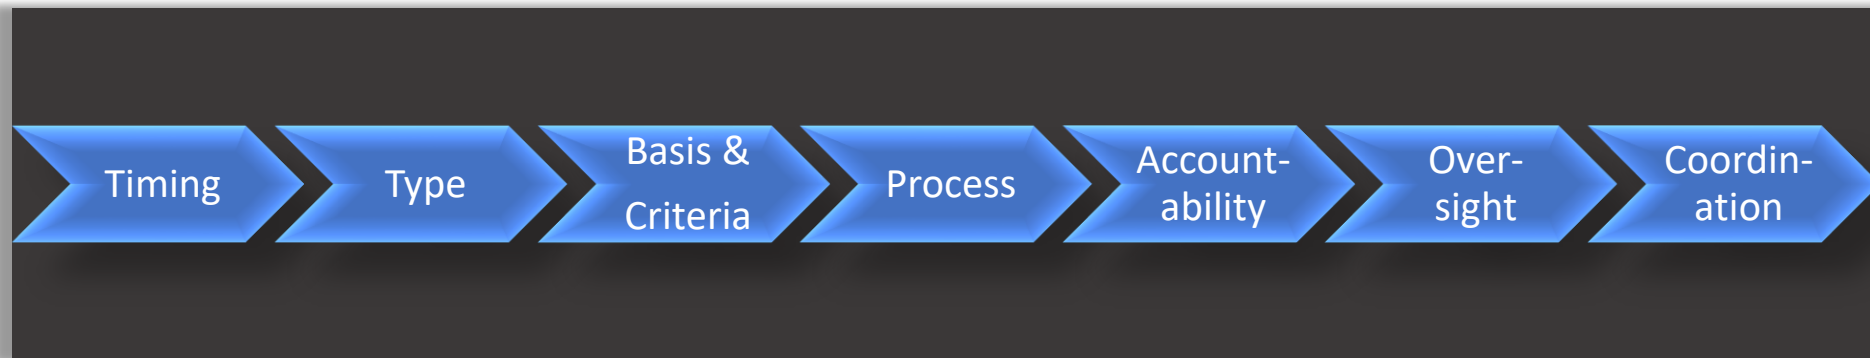 Timing
Type
Basis &
Criteria
Process
Account-
ability
Over-
sight
Coordin-
ation